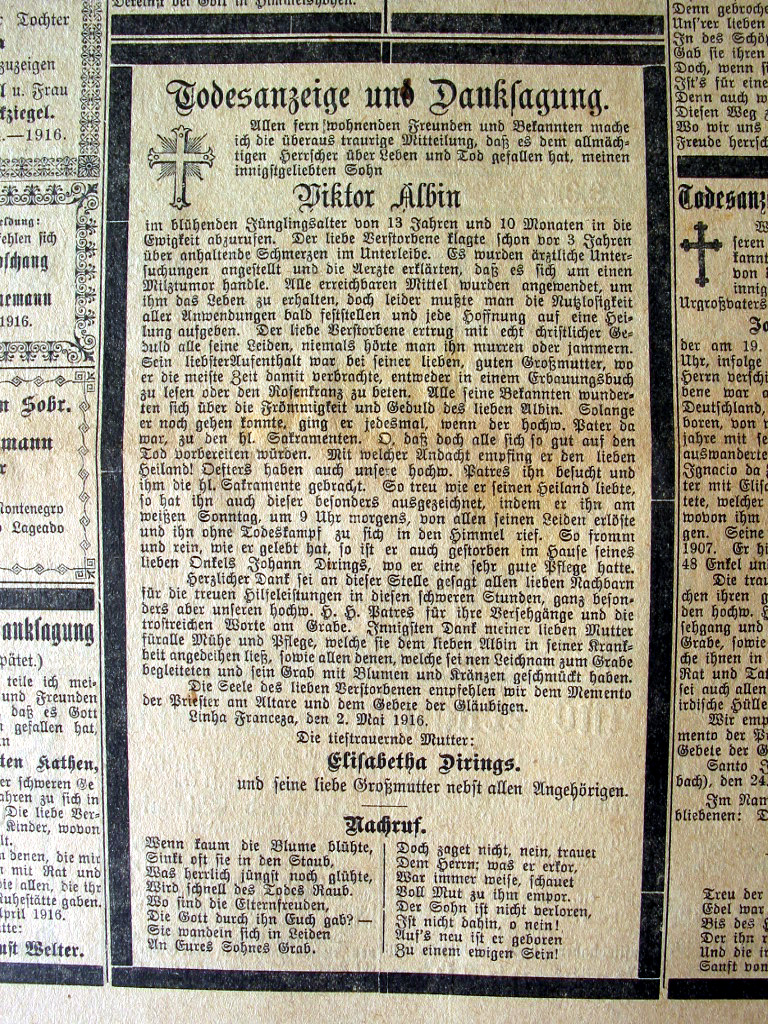 Vereinst bei Gott in Himmelshöhen.
Todesanzeige und Danksagung.
Allen fern wohnenden Freunden und Bekannten mache
ich die überaus traurige Mitteilung, daß es dem allmäch-
tigen Herrscher über Leben und Tod gefallen hat, meinen
innigstgeliebten Sohn
Viktor Albin
im blühenden Jünglingsalter von 13 Jahren und 10 Monaten in die
Ewigkeit abzurufen. Der liebe Verstorbene klagte schon vor 3 Jahren
über anhaltende Schmerzen im Unterleibe. Es wurden ärztliche Unter-
suchungen angestellt und die Aerzte erklärten, daß es sich um einen
Milztumor handle. Alle erreichbaren Mittel wurden angewendet, um
ihm das Leben zu erhalten, doch leider mußte man die Nutzlosigkeit
aller Anwendungen bald feststellen und jede Hoffnung auf eine Hei-
lung aufgeben. Der liebe Verstorbene ertrug mit echt christlicher Ge-
duld alle seine Leiden, niemals hörte man ihn murren oder jammern.
Sein liebster Aufenthalt war bei seiner lieben, guten Großmutter, wo
er die meiste Zeit damit verbrachte, entweder in einem Erbauungsbuch
zu lesen oder den Rosenkranz zu beten. Alle seine Bekannten wunder-
ten sich über die Frömmigkeit und Geduld des lieben Albin. Solange
er noch gehen konnte, ging er jedesmal, wenn der hochw. Pater da
war, zu den hl. Sakramenten. O, daß doch alle sich so gut auf den
Tod vorbereiten würden. Mit welcher Andacht empfing er den lieben
Heiland! Oefters haben auch unsere hochw. Patres ihn besucht und
ihm die hl. Sakramente gebracht. So treu wie er seinen Heiland liebte,
so hat ihn auch dieser besonders ausgezeichnet, indem er ihn am
weißen Sonntag, um 9 Uhr morgens, von allen seinen Leiden erlöste
und ihn ohne Todeskampf zu sich in den Himmel rief. So fromm
und rein, wie er gelebt hat, so ist er auch gestorben im Hause seines
lieben Onkels Johann Dirings, wo er eine sehr gute Pflege hatte.
Herzlicher Dank sei an dieser Stelle gesagt allen lieben Nachbarn
für die treuen Hilfeleistungen in diesen schweren Stunden, ganz beson-
ders aber unseren hochw. H. H. Patres für ihre Versehgänge und die
trostreichen Worte am Grabe. Innigsten Dank meiner lieben Mutter
für alle Mühe und Pflege, welche sie dem lieben Albin in seiner Krank-
heit angedeihen ließ, sowie allen denen, welche seinen Leichnam zum Grabe
begleiteten und sein Grab mit Blumen und Kränzen geschmückt haben.
Die Seele des lieben Verstorbenen empfehlen wir dem Memento
der Priester am Altare und dem Gebete der Gläubigen.
Linha Franceza, den 2. Mai 1916.
Die tieftrauernde Mutter:
Elisabetha Dirings.
und seine liebe Großmutter nebst allen Angehörigen.
Nachruf.
Wenn kaum die Blume blühte,
Sinkt oft sie in den Staub,
Was herrlich jüngst noch glühte,
Wird schnell des Todes Raub.
Wo sind die Elternfreuden,
Die Gott durch ihn Euch gab? —
Sie wandeln sich in Leiden
An Eures Sohnes Grab.
Doch zaget nicht, nein, trauet
Dem Herrn; was er erkor,
War immer weise, schauet
Voll Mut zu ihm empor.
Der Sohn ist nicht verloren,
Ist nicht dahin, o nein!
Auf's neu ist er geboren
Zu einem ewigen Sein!